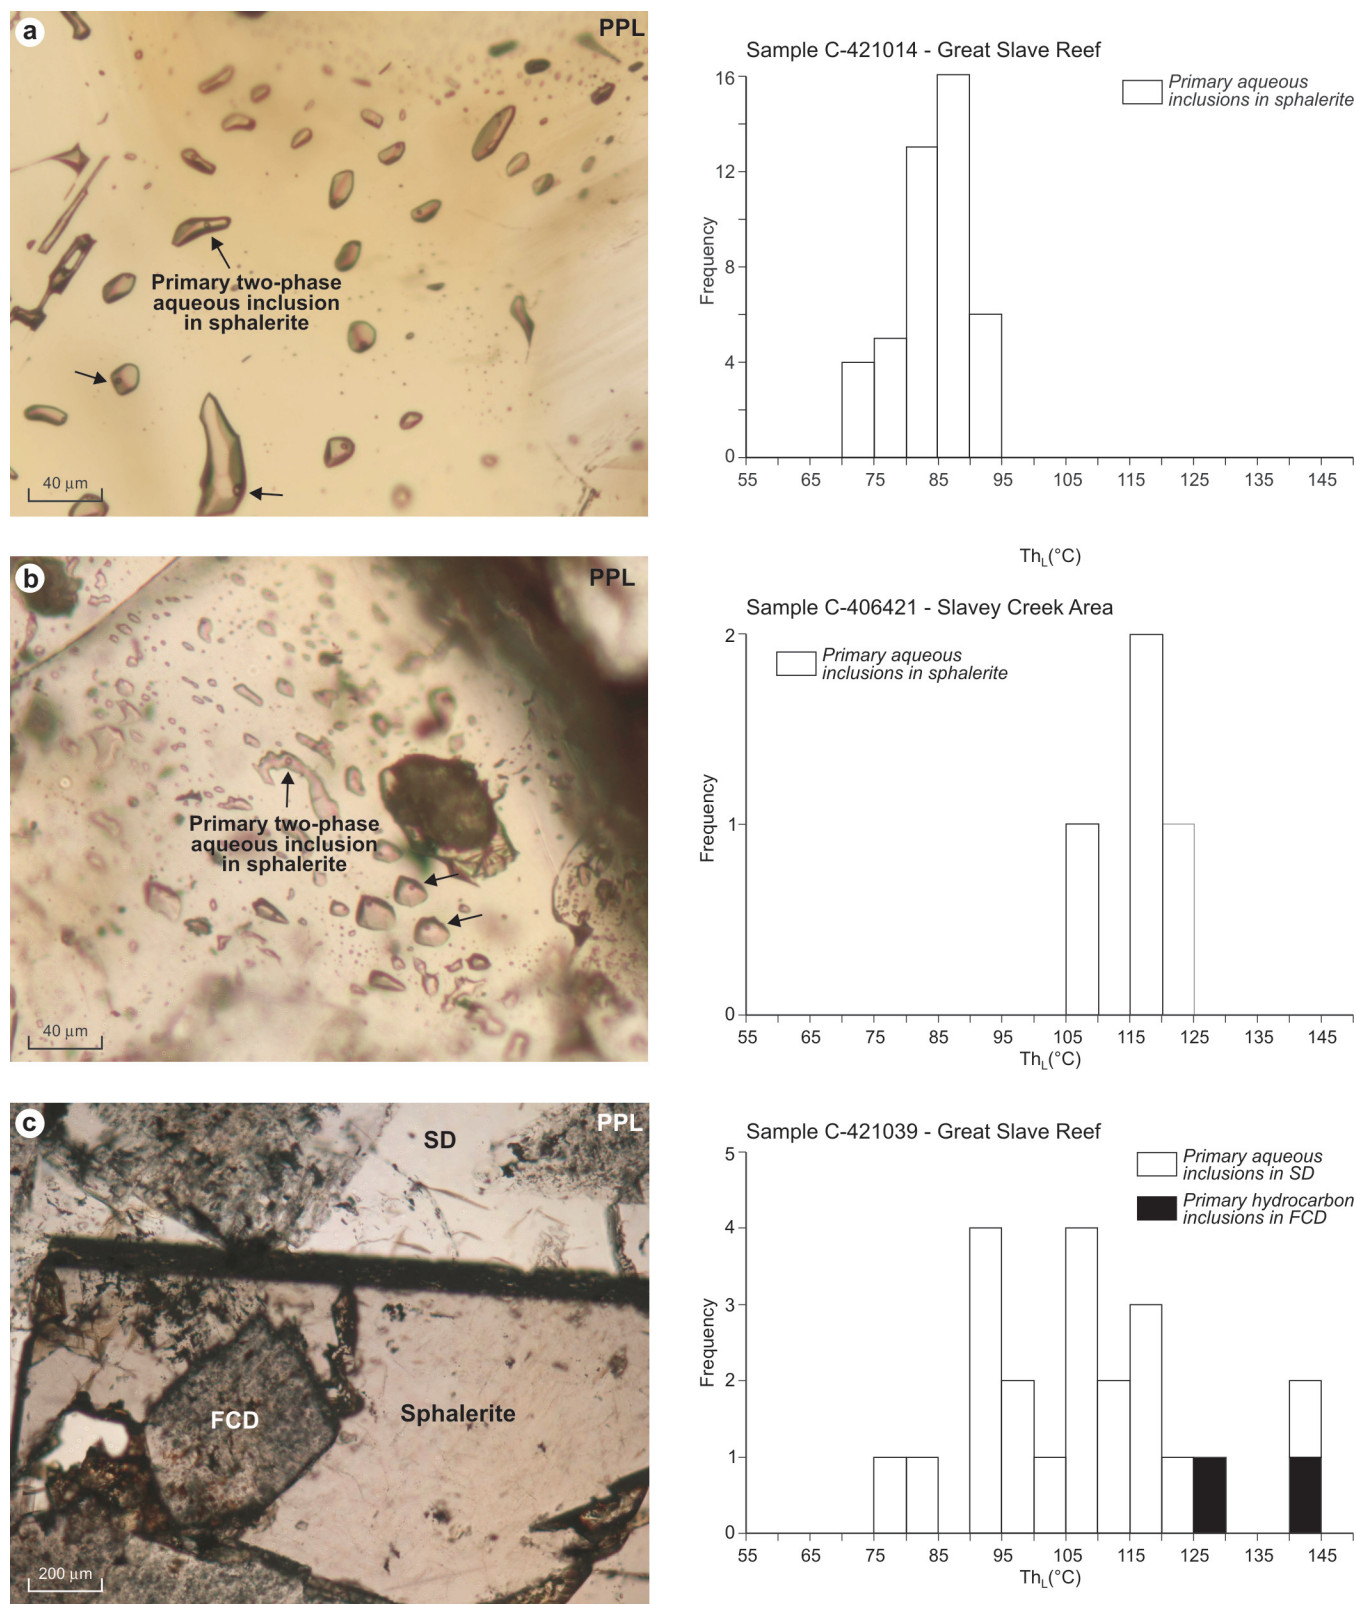 a
PPL
Primary two-phase
aqueous inclusion
in sphalerite
40 µm
Sample C-421014 - Great Slave Reef
Primary aqueous
inclusions in sphalerite
16
12
8
4
0
Frequency
55 65 75 85 95 105 115 125 135 145
ThL(°C)
b
PPL
Primary two-phase
aqueous inclusion
in sphalerite
40 µm
Sample C-406421 - Slavey Creek Area
Primary aqueous
inclusions in sphalerite
2
1
0
Frequency
55 65 75 85 95 105 115 125 135 145
ThL(°C)
c
PPL
SD
FCD
Sphalerite
200 µm
Sample C-421039 - Great Slave Reef
Primary aqueous
inclusions in SD
Primary hydrocarbon
inclusions in FCD
5
4
3
2
1
0
Frequency
55 65 75 85 95 105 115 125 135 145
ThL(°C)